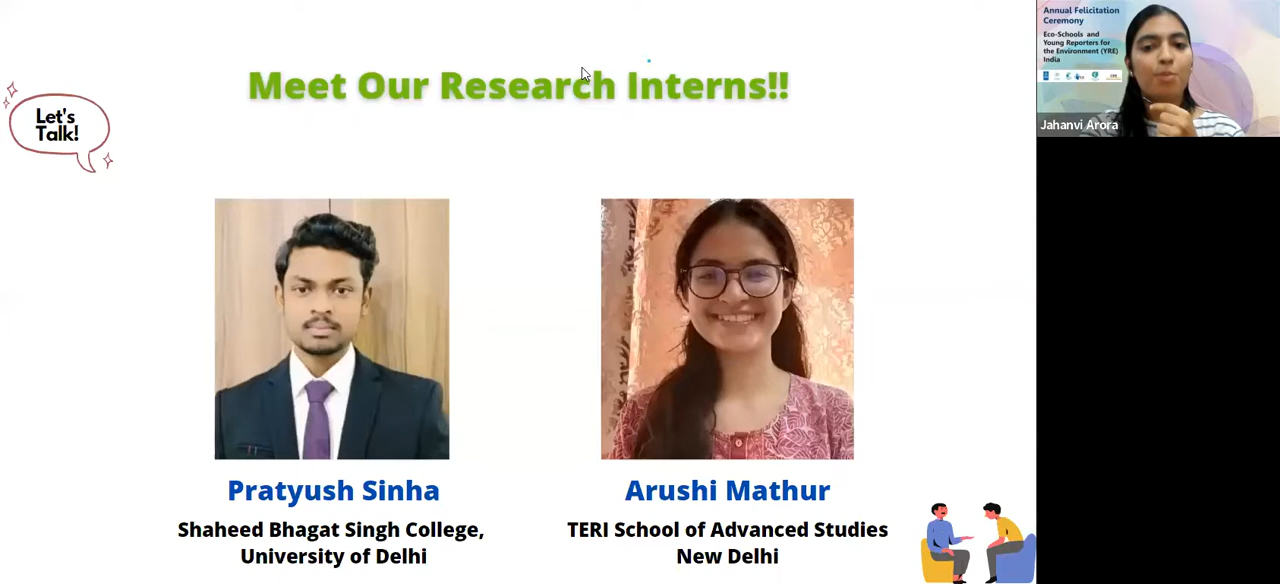 Meet Our Research Interns!!
Let's
Talk!
Pratyush Sinha
Shaheed Bhagat Singh College,
University of Delhi
Arushi Mathur
TERI School of Advanced Studies
New Delhi
Annual Felicitation
Ceremony
Eco-Schools and
Young Reporters for
the Environment (YRE)
India
Jahanvi Arora